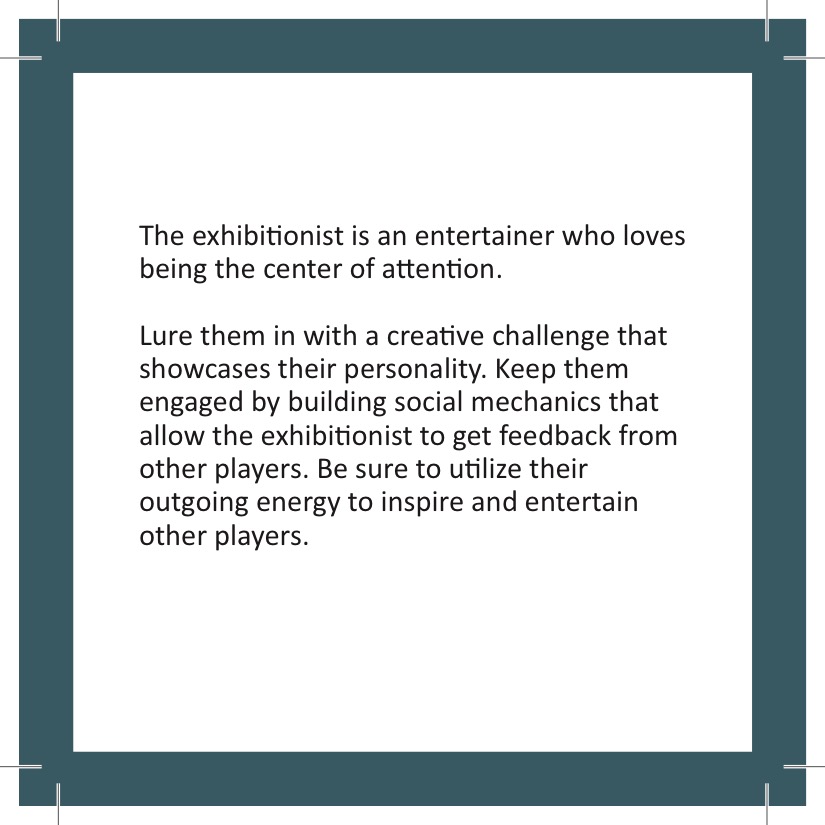 The exhibitionist is an entertainer who loves
being the center of attention.
Lure them in with a creative challenge that
showcases their personality. Keep them
engaged by building social mechanics that
allow the exhibitionist to get feedback from
other players. Be sure to utilize their
outgoing energy to inspire and entertain
other players.